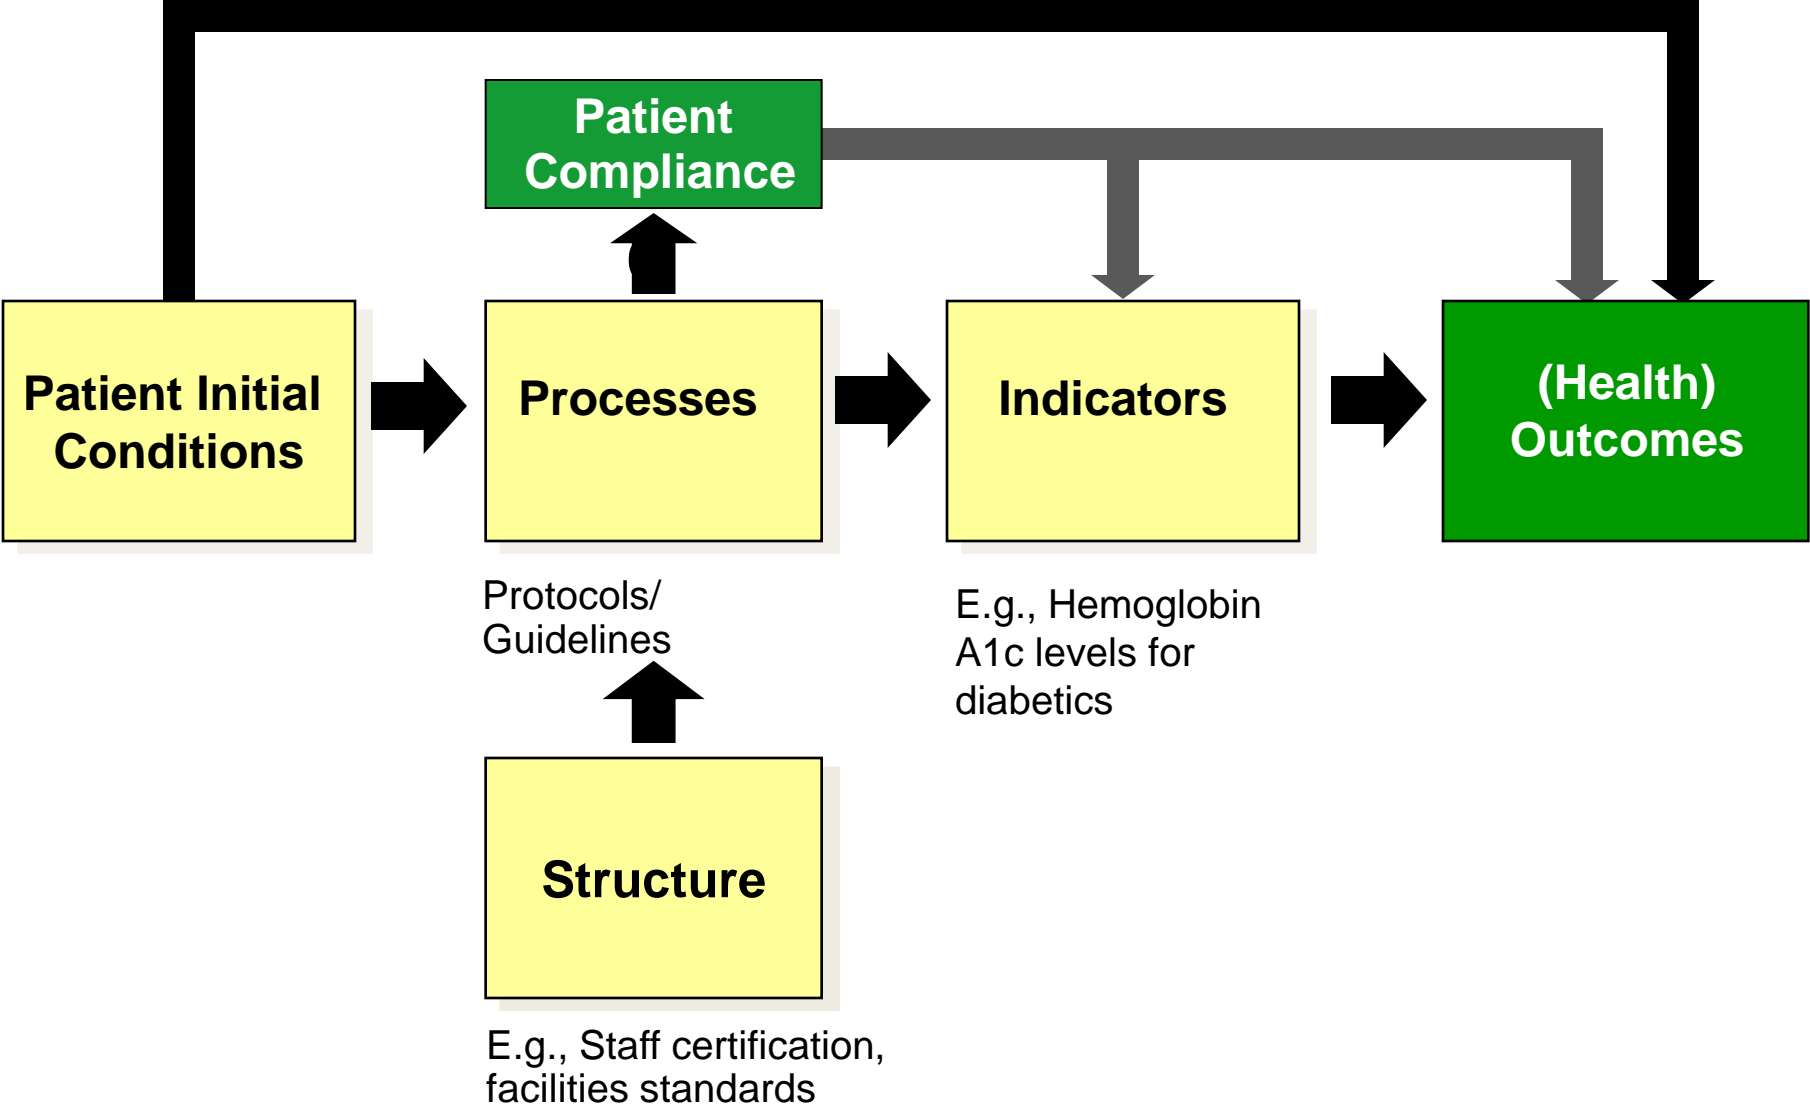 Patient
Compliance
Patient Initial
Conditions
Processes
Indicators
(Health)
Outcomes
Protocols/
Guidelines
E.g., Hemoglobin
A1c levels for
diabetics
Structure
E.g., Staff certification,
facilities standards